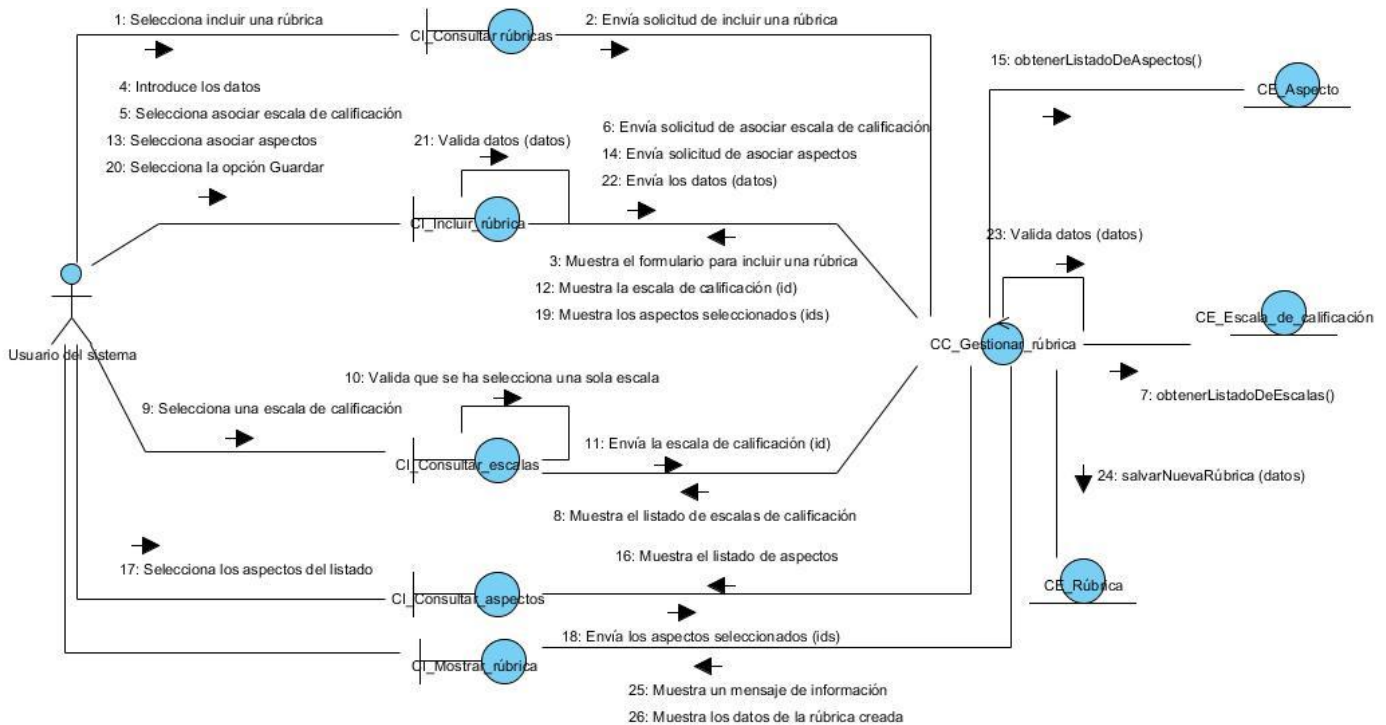 1: Selecciona incluir una rúbrica
2: Envía solicitud de incluir una rúbrica
CI_Consultar rúbricas
15: obtenerListadoDeAspectos()
CE_Aspecto
4: Introduce los datos
5: Selecciona asociar escala de calificación
13: Selecciona asociar aspectos
20: Selecciona la opción Guardar
21: Valida datos (datos)
6: Envía solicitud de asociar escala de calificación
14: Envía solicitud de asociar aspectos
22: Envía los datos (datos)
CI_Incluir_rúbrica
23: Valida datos (datos)
3: Muestra el formulario para incluir una rúbrica
12: Muestra la escala de calificación (id)
19: Muestra los aspectos seleccionados (ids)
CE_Escala_de_calificación
CC_Gestionar_rúbrica
Usuario del sistema
10: Valida que se ha selecciona una sola escala
7: obtenerListadoDeEscalas()
9: Selecciona una escala de calificación
11: Envía la escala de calificación (id)
CI_Consultar_escalas
24: salvarNuevaRúbrica (datos)
8: Muestra el listado de escalas de calificación
16: Muestra el listado de aspectos
17: Selecciona los aspectos del listado
CE_Rúbrica
CI_Consultar_aspectos
18: Envía los aspectos seleccionados (ids)
CI_Mostrar_rúbrica
25: Muestra un mensaje de información
26: Muestra los datos de la rúbrica creada